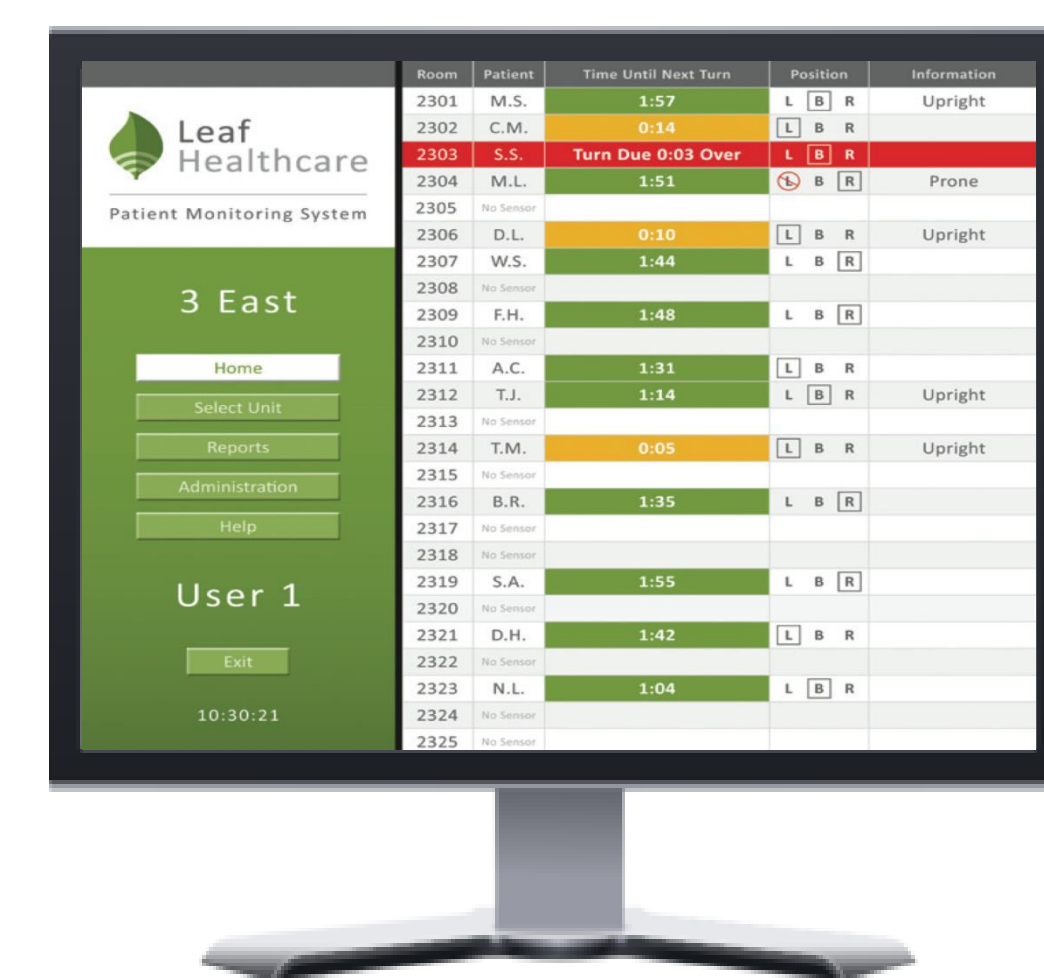 Leaf
Healthcare
Patient Monitoring System
3 East
Home
Select Unit
Reports
Administration
Help
User 1
Exit
10:30:21
Room Patient Time Until Next Turn Position Information
2301 M.S. 1:57 L B R Upright
2302 C.M. 0:14 L B R
2303 S.S. Turn Due 0:03 Over L B R
2304 M.L. 1:51 L B R Prone
2305 No Sensor
2306 D.L. 0:10 L B R Upright
2307 W.S. 1:44 L B R
2308 No Sensor
2309 F.H. 1:48 L B R
2310 No Sensor
2311 A.C. 1:31 L B R
2312 T.J. 1:14 L B R Upright
2313 No Sensor
2314 T.M. 0:05 L B R Upright
2315 No Sensor
2316 B.R. 1:35 L B R
2317 No Sensor
2318 No Sensor
2319 S.A. 1:55 L B R
2320 No Sensor
2321 D.H. 1:42 L B R
2322 No Sensor
2323 N.L. 1:04 L B R
2324 No Sensor
2325 No Sensor